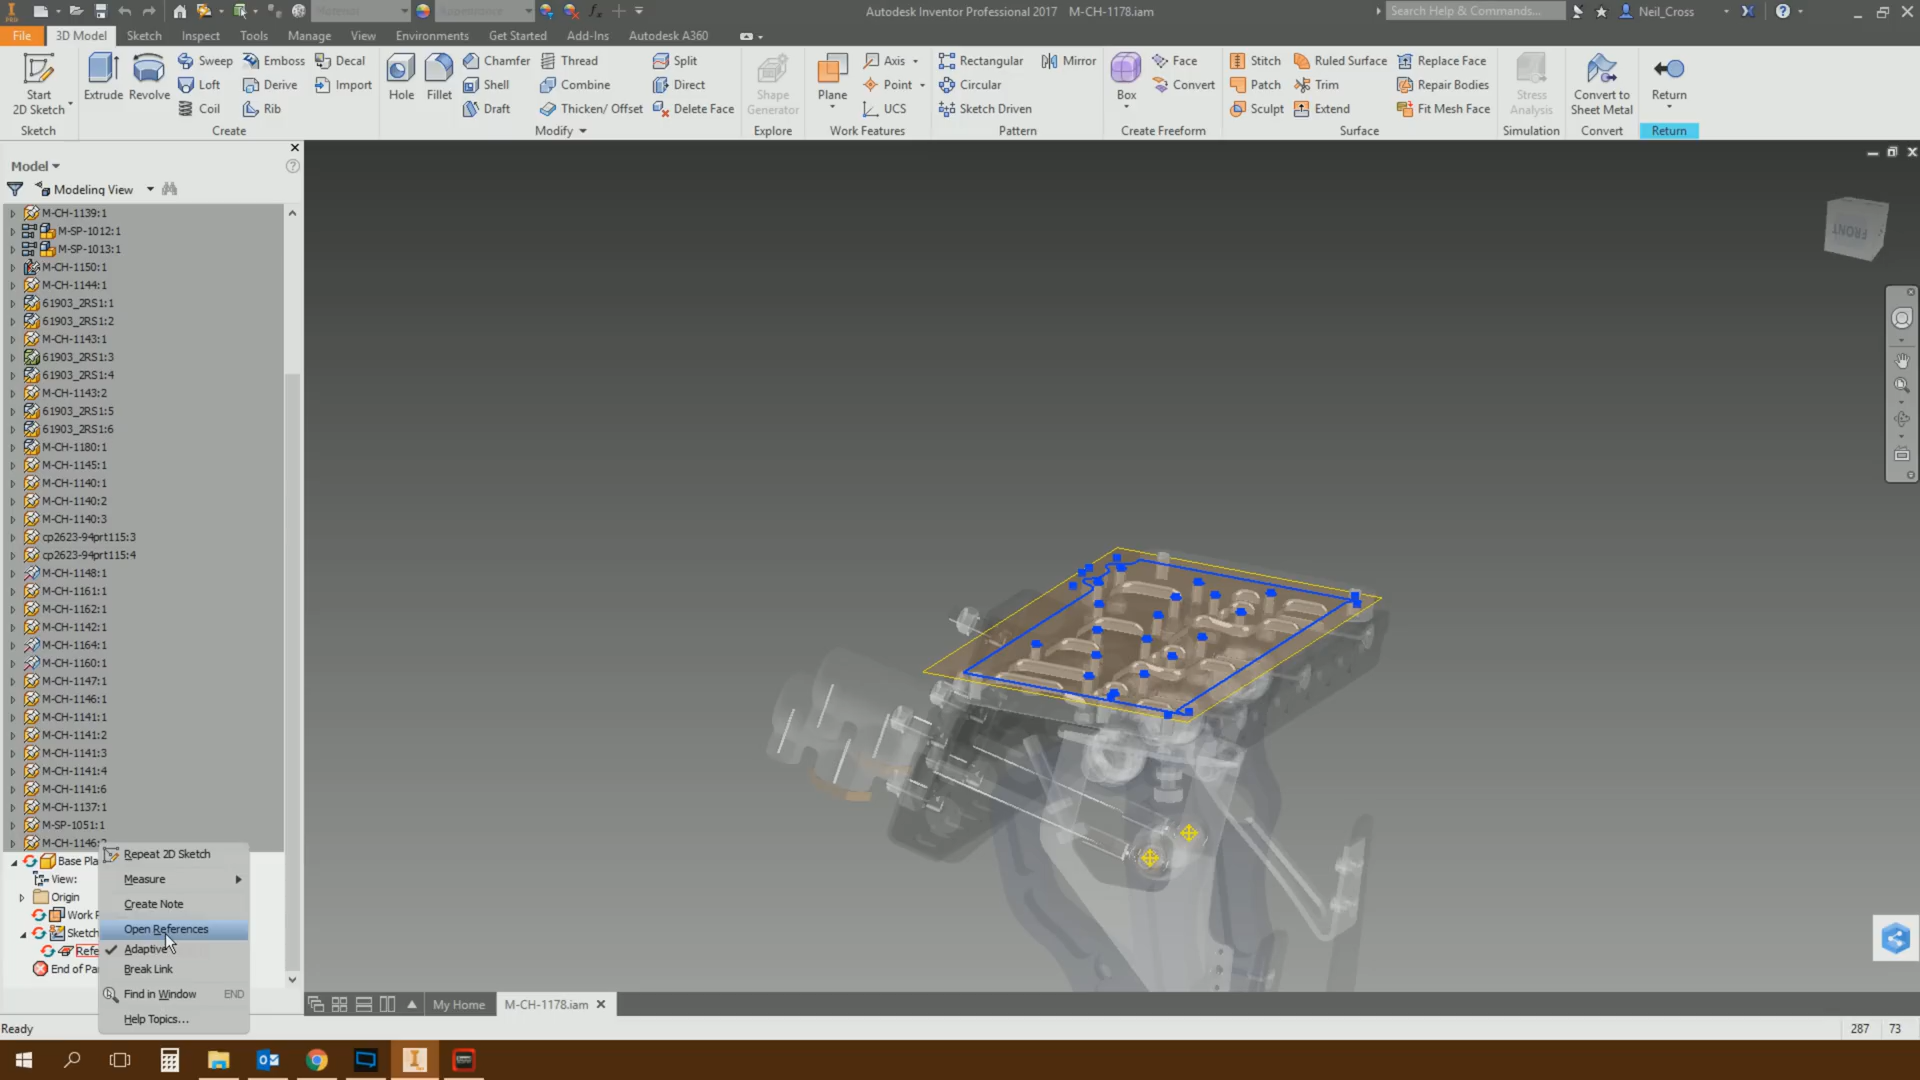 Material
Appearance
Autodesk Inventor Professional 2017 M-CH-1178.iam
Search Help & Commands...
Neil_Cross
File 3D Model Sketch Inspect Tools Manage View Environments Get Started Add-Ins Autodesk A360
Start 2D Sketch
Extrude Revolve
Sweep Emboss Decal
Loft Derive Import
Coil Rib
Hole Fillet
Chamfer Thread Split
Shell Combine Direct
Draft Thicken/ Offset Delete Face
Shape Generator
Plane
Axis
Point
UCS
Rectangular Mirror
Circular
Sketch Driven
Box
Face
Convert
Stitch Ruled Surface Replace Face
Patch Trim Repair Bodies
Sculpt Extend Fit Mesh Face
Stress Analysis
Convert to Sheet Metal
Return
Sketch Create Modify Explore Work Features Pattern Create Freeform Surface Simulation Convert Return
Model
Modeling View
M-CH-1139:1
M-SP-1012:1
M-SP-1013:1
M-CH-1150:1
M-CH-1144:1
61903_2RS1:1
61903_2RS1:2
M-CH-1143:1
61903_2RS1:3
61903_2RS1:4
M-CH-1143:2
61903_2RS1:5
61903_2RS1:6
M-CH-1180:1
M-CH-1145:1
M-CH-1140:1
M-CH-1140:2
M-CH-1140:3
cp2623-94prt115:3
cp2623-94prt115:4
M-CH-1148:1
M-CH-1161:1
M-CH-1162:1
M-CH-1142:1
M-CH-1164:1
M-CH-1160:1
M-CH-1147:1
M-CH-1146:1
M-CH-1141:1
M-CH-1141:2
M-CH-1141:3
M-CH-1141:4
M-CH-1141:6
M-CH-1137:1
M-SP-1051:1
M-CH-1146:2
Base Pla
View:
Origin
Work P
Sketch
Refe
End of Pa
Repeat 2D Sketch
Measure
Create Note
Open References
Adaptive
Break Link
Find in Window END
Help Topics...
FRONT
My Home M-CH-1178.iam
Ready
287 73